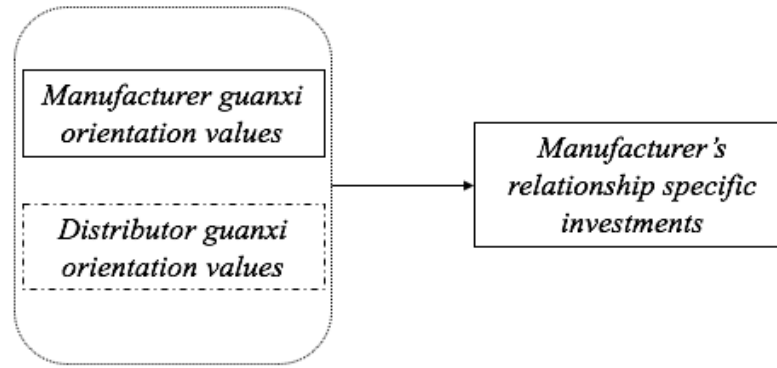 Manufacturer guanxi
orientation values
Distributor guanxi
orientation values
Manufacturer’s
relationship specific
investments